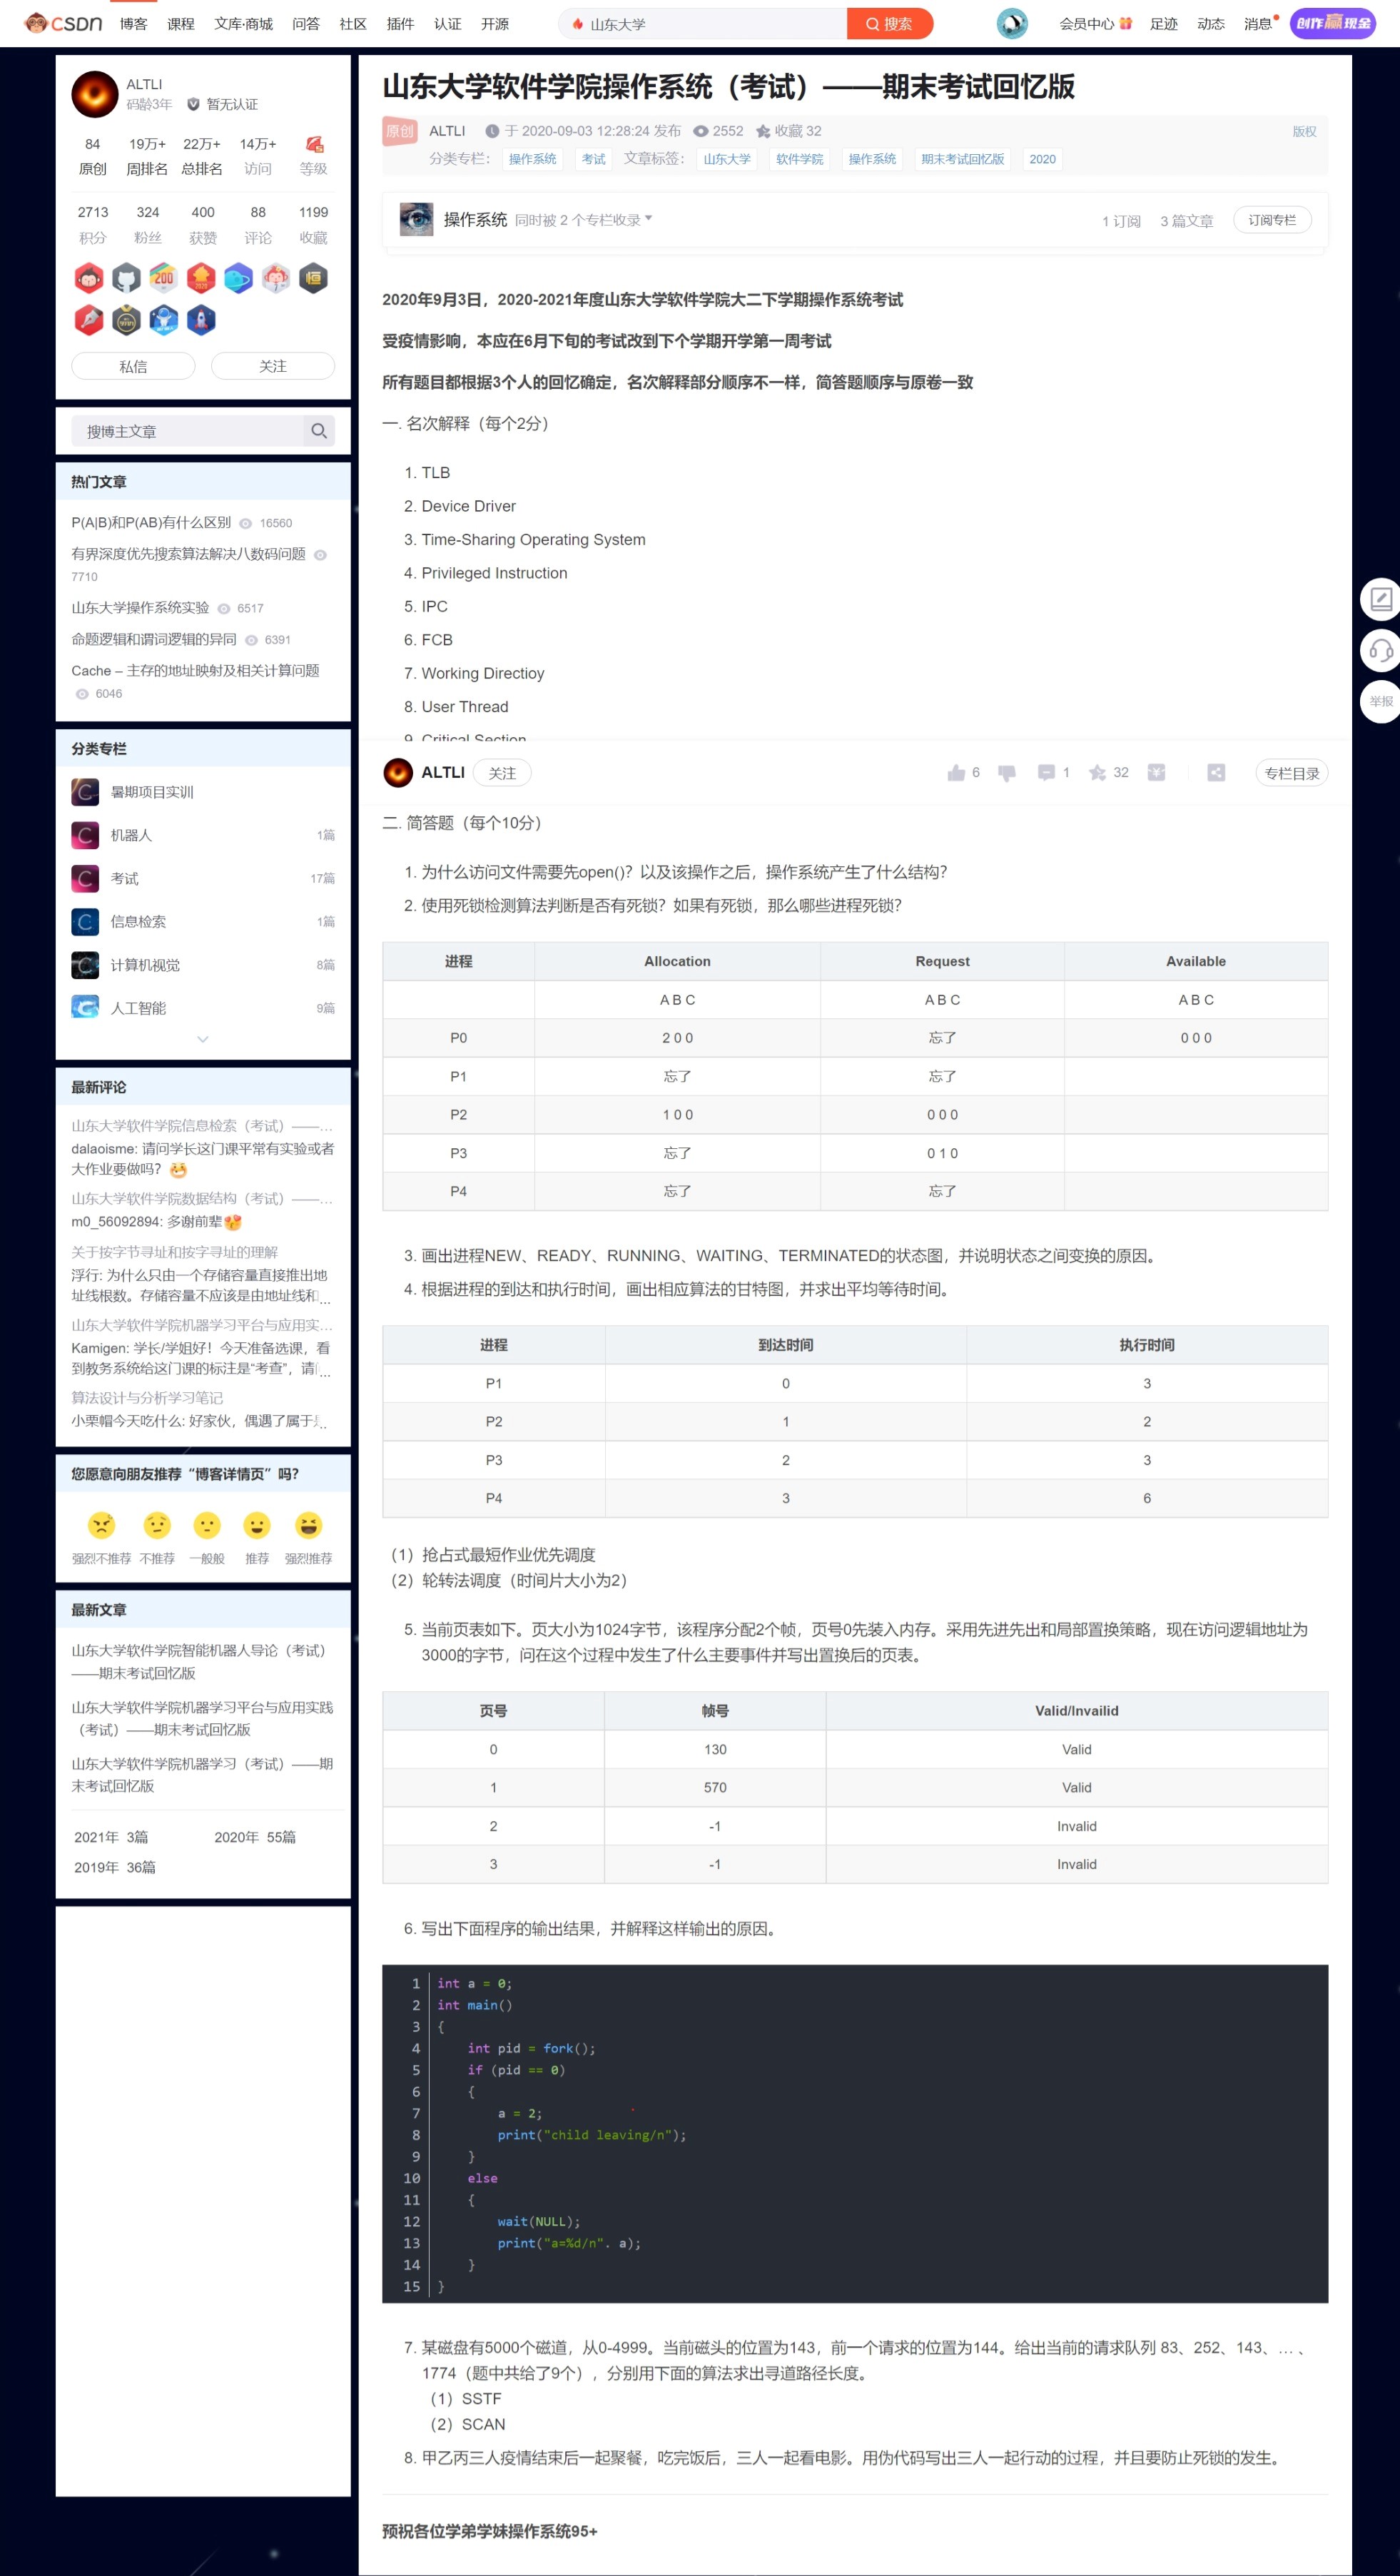 CSDN 博客 课程 文库·商城 问答 社区 插件 认证 开源 山东大学 搜索 会员中心 足迹 动态 消息 创作赢现金
ALTLI
码龄3年 暂无认证
84 19万+ 22万+ 14万+
原创 周排名 总排名 访问 等级
2713 324 400 88 1199
积分 粉丝 获赞 评论 收藏
200
恒
私信 关注
搜博主文章
热门文章
P(A|B)和P(AB)有什么区别 16560
有界深度优先搜索算法解决八数码问题
7710
山东大学操作系统实验 6517
命题逻辑和谓词逻辑的异同 6391
Cache – 主存的地址映射及相关计算问题
6046
分类专栏
暑期项目实训
机器人 1篇
考试 17篇
信息检索 1篇
计算机视觉 8篇
人工智能 9篇
最新评论
山东大学软件学院信息检索（考试）——…
dalaoisme: 请问学长这门课平常有实验或者
大作业要做吗？
山东大学软件学院数据结构（考试）——…
m0_56092894: 多谢前辈
关于按字节寻址和按字寻址的理解
浮行: 为什么只由一个存储容量直接推出地
址线根数。存储容量不应该是由地址线和...
山东大学软件学院机器学习平台与应用实…
Kamigen: 学长/学姐好！今天准备选课，看
到教务系统给这门课的标注是“考查”，请...
算法设计与分析学习笔记
小栗帽今天吃什么: 好家伙，偶遇了属于...
您愿意向朋友推荐“博客详情页”吗？
强烈不推荐 不推荐 一般般 推荐 强烈推荐
最新文章
山东大学软件学院智能机器人导论（考试）
——期末考试回忆版
山东大学软件学院机器学习平台与应用实践
（考试）——期末考试回忆版
山东大学软件学院机器学习（考试）——期
末考试回忆版
2021年 3篇 2020年 55篇
2019年 36篇
山东大学软件学院操作系统（考试）——期末考试回忆版
原创 ALTLI 于 2020-09-03 12:28:24 发布 2552 收藏 32 版权
分类专栏： 操作系统 考试 文章标签： 山东大学 软件学院 操作系统 期末考试回忆版 2020
操作系统 同时被 2 个专栏收录 1 订阅 3 篇文章 订阅专栏
2020年9月3日，2020-2021年度山东大学软件学院大二下学期操作系统考试
受疫情影响，本应在6月下旬的考试改到下个学期开学第一周考试
所有题目都根据3个人的回忆确定，名次解释部分顺序不一样，简答题顺序与原卷一致
一. 名次解释（每个2分）
1. TLB
2. Device Driver
3. Time-Sharing Operating System
4. Privileged Instruction
5. IPC
6. FCB
7. Working Directioy
8. User Thread
9. Critical Section
ALTLI 关注 6 1 32 专栏目录
二. 简答题（每个10分）
1. 为什么访问文件需要先open()？以及该操作之后，操作系统产生了什么结构？
2. 使用死锁检测算法判断是否有死锁？如果有死锁，那么哪些进程死锁？
进程 Allocation Request Available
A B C A B C A B C
P0 2 0 0 忘了 0 0 0
P1 忘了 忘了
P2 1 0 0 0 0 0
P3 忘了 0 1 0
P4 忘了 忘了
3. 画出进程NEW、READY、RUNNING、WAITING、TERMINATED的状态图，并说明状态之间变换的原因。
4. 根据进程的到达和执行时间，画出相应算法的甘特图，并求出平均等待时间。
进程 到达时间 执行时间
P1 0 3
P2 1 2
P3 2 3
P4 3 6
（1）抢占式最短作业优先调度
（2）轮转法调度（时间片大小为2）
5. 当前页表如下。页大小为1024字节，该程序分配2个帧，页号0先装入内存。采用先进先出和局部置换策略，现在访问逻辑地址为
3000的字节，问在这个过程中发生了什么主要事件并写出置换后的页表。
页号 帧号 Valid/Invailid
0 130 Valid
1 570 Valid
2 -1 Invalid
3 -1 Invalid
6. 写出下面程序的输出结果，并解释这样输出的原因。
1 int a = 0;
2 int main()
3 {
4 int pid = fork();
5 if (pid == 0)
6 {
7 a = 2;
8 print("child leaving/n");
9 }
10 else
11 {
12 wait(NULL);
13 print("a=%d/n". a);
14 }
15 }
7. 某磁盘有5000个磁道，从0-4999。当前磁头的位置为143，前一个请求的位置为144。给出当前的请求队列 83、252、143、… 、
1774（题中共给了9个），分别用下面的算法求出寻道路径长度。
（1）SSTF
（2）SCAN
8. 甲乙丙三人疫情结束后一起聚餐，吃完饭后，三人一起看电影。用伪代码写出三人一起行动的过程，并且要防止死锁的发生。
预祝各位学弟学妹操作系统95+
举报